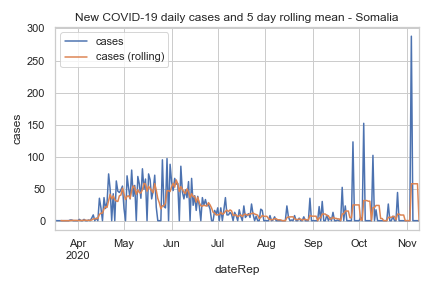 New COVID-19 daily cases and 5 day rolling mean - Somalia
cases
cases (rolling)
300
250
200
150
100
50
0
cases
Apr May Jun Jul Aug Sep Oct Nov
2020
dateRep